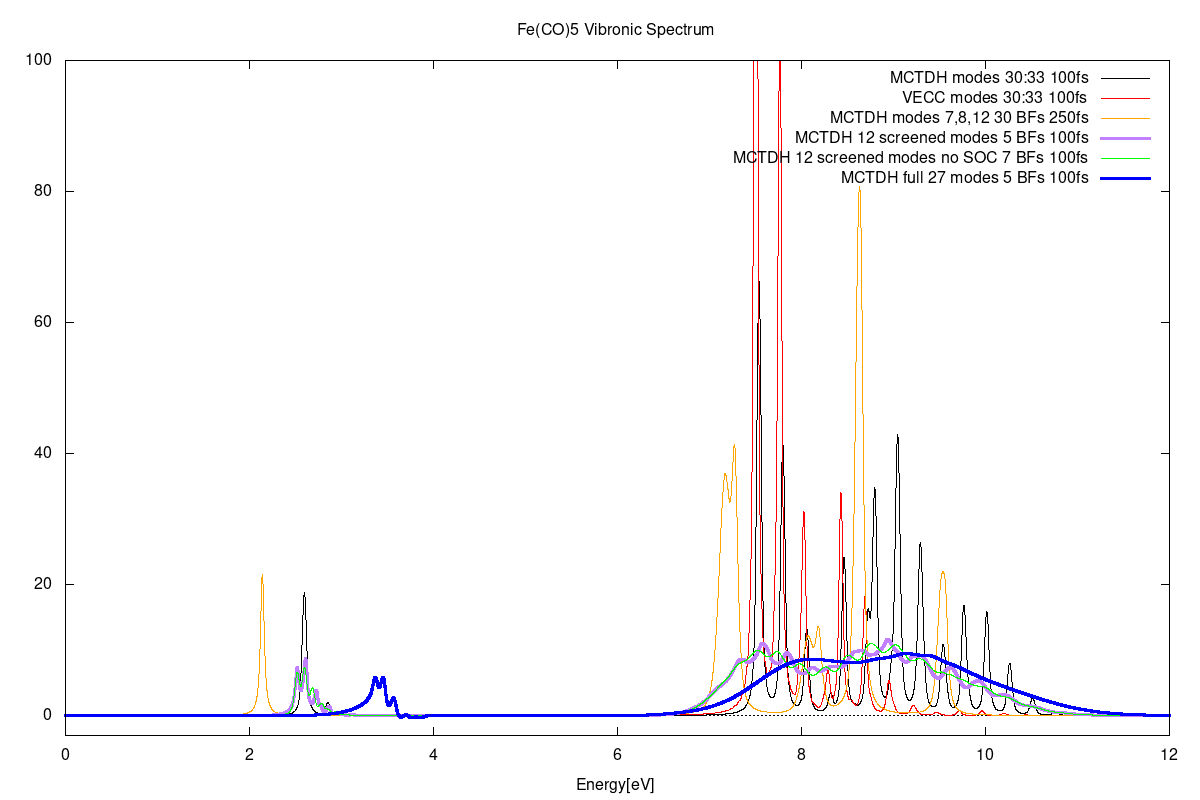 Fe(CO)5 Vibronic Spectrum
100
80
60
40
20
0
MCTDH modes 30:33 100fs
VECC modes 30:33 100fs
MCTDH modes 7,8,12 30 BFs 250fs
MCTDH 12 screened modes 5 BFs 100fs
MCTDH 12 screened modes no SOC 7 BFs 100fs
MCTDH full 27 modes 5 BFs 100fs
0 2 4 6 8 10 12
Energy[eV]